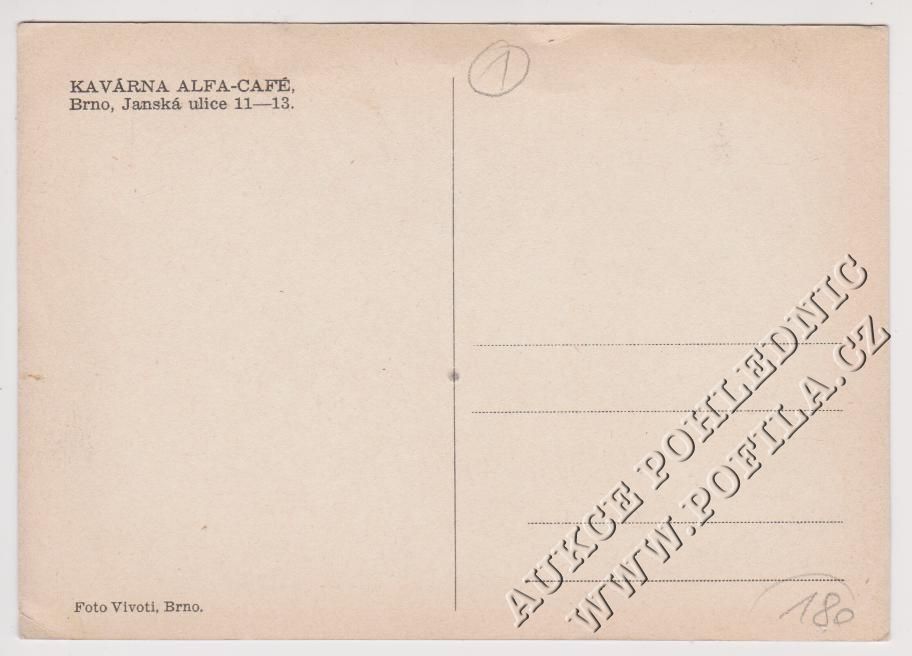 KAVÁRNA ALFA-CAFÉ,
Brno, Janská ulice 11—13.
1
AUKCE POHLEDNIC
WWW.POFILA.CZ
Foto Vivoti, Brno.
180